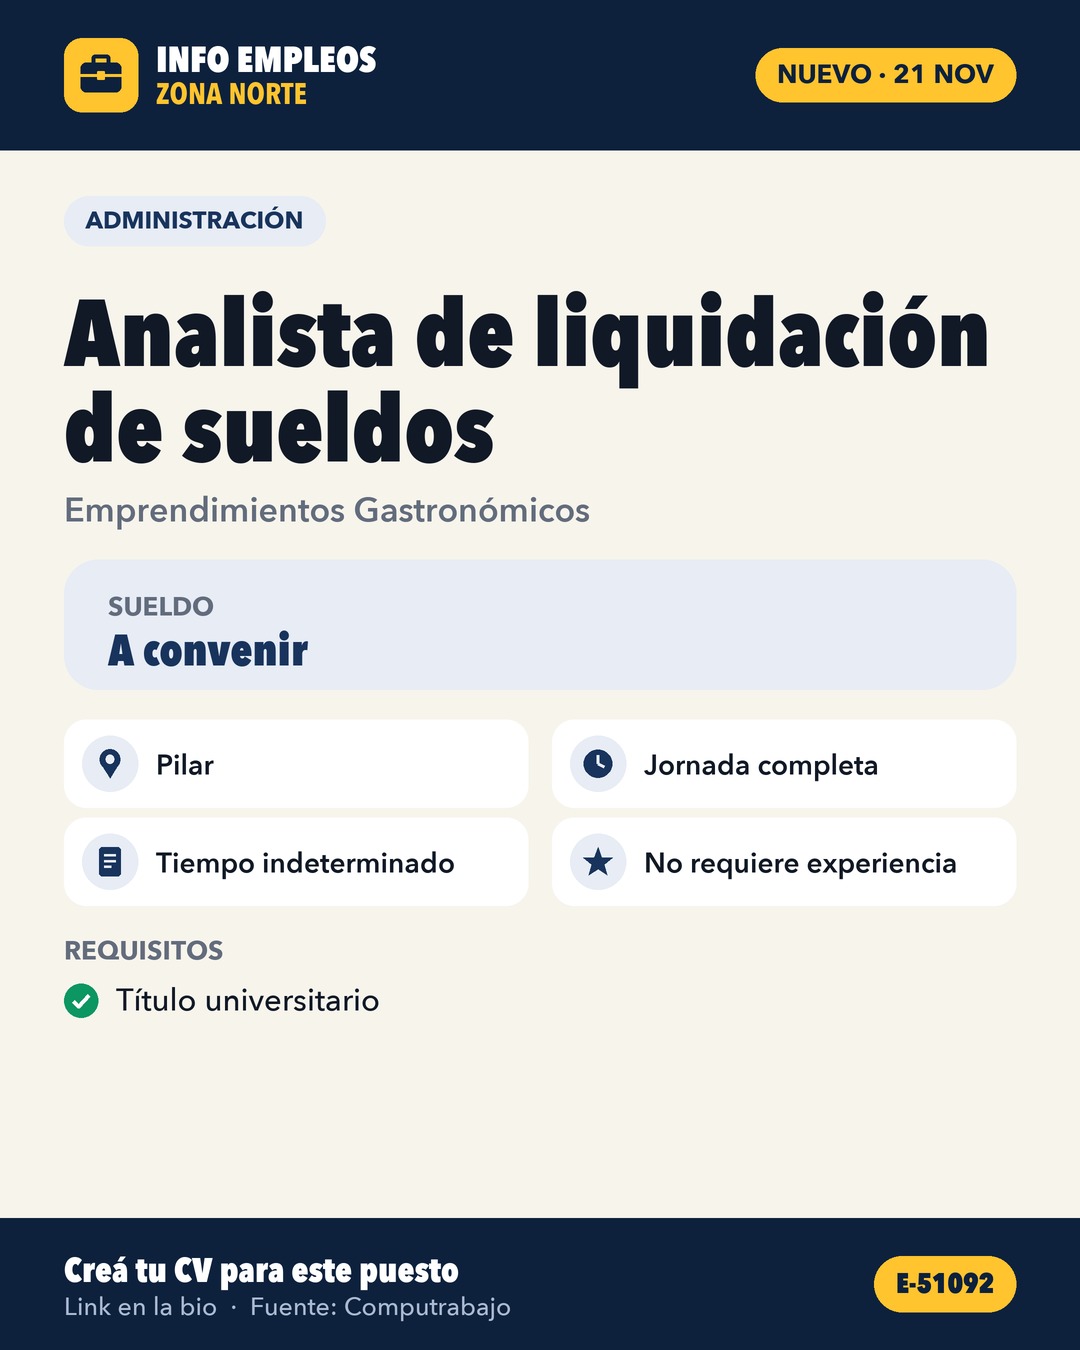 INFO EMPLEOS
ZONA NORTE
NUEVO · 21 NOV
ADMINISTRACIÓN
Analista de liquidación
de sueldos
Emprendimientos Gastronómicos
SUELDO
A convenir
Pilar
Jornada completa
Tiempo indeterminado
No requiere experiencia
REQUISITOS
Título universitario
Creá tu CV para este puesto
Link en la bio · Fuente: Computrabajo
E-51092